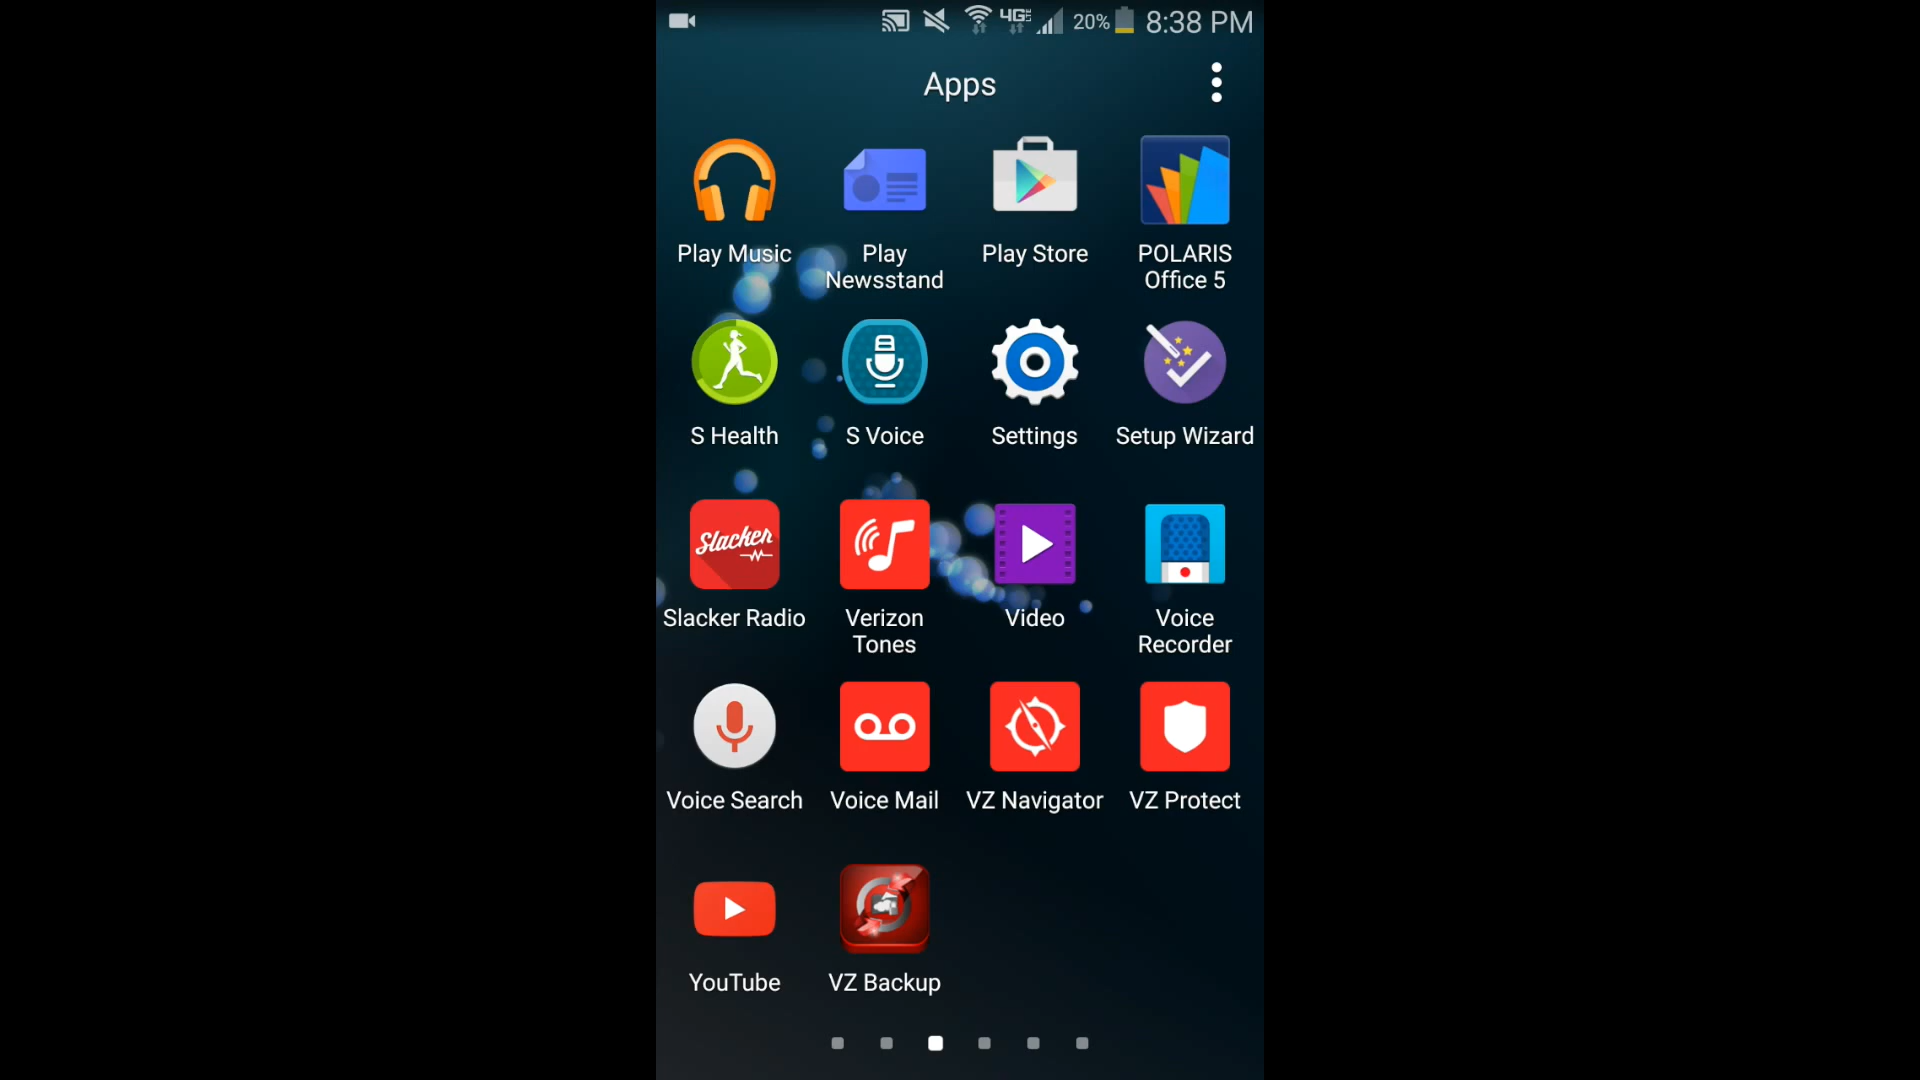 4G LTE 20% 8:38 PM
Apps
Play Music
Play
Newsstand
Play Store
POLARIS
Office 5
S Health
S Voice
Settings
Setup Wizard
Slacker
Slacker Radio
Verizon
Tones
Video
Voice
Recorder
Voice Search
Voice Mail
VZ Navigator
VZ Protect
YouTube
VZ Backup